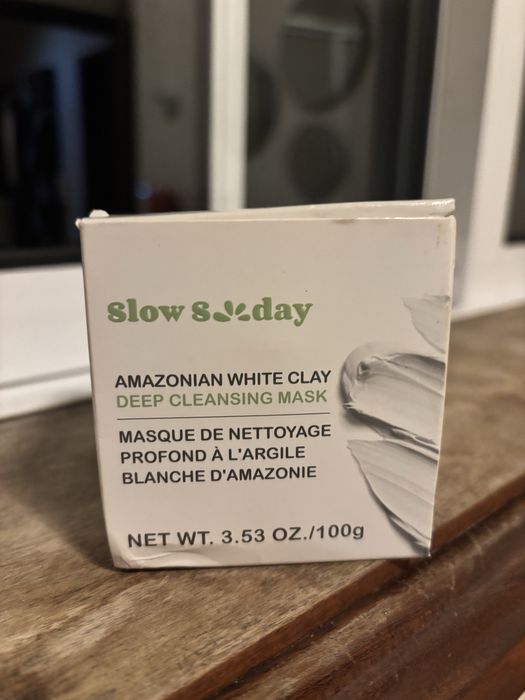 Slow Sunday
AMAZONIAN WHITE CLAY
DEEP CLEANSING MASK
MASQUE DE NETTOYAGE
PROFOND À L'ARGILE
BLANCHE D'AMAZONIE
NET WT. 3.53 OZ./100g